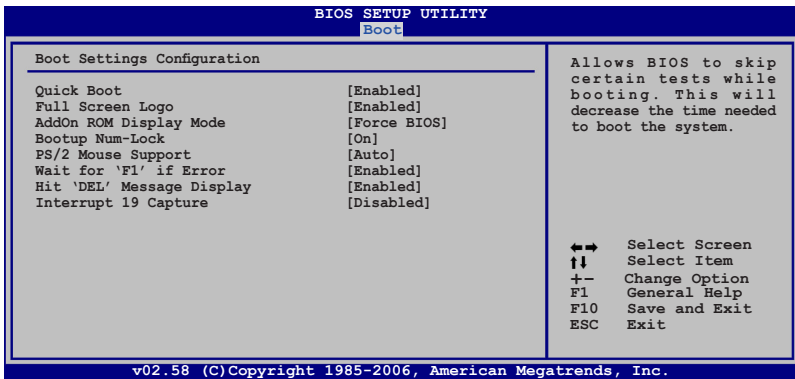 BIOS SETUP UTILITY
Boot
Boot Settings Configuration
Quick Boot [Enabled]
Full Screen Logo [Enabled]
AddOn ROM Display Mode [Force BIOS]
Bootup Num-Lock [On]
PS/2 Mouse Support [Auto]
Wait for ‘F1’ if Error [Enabled]
Hit ‘DEL’ Message Display [Enabled]
Interrupt 19 Capture [Disabled]
Allows BIOS to skip
certain tests while
booting. This will
decrease the time needed
to boot the system.
←→ Select Screen
↑↓ Select Item
+- Change Option
F1 General Help
F10 Save and Exit
ESC Exit
v02.58 (C)Copyright 1985-2006, American Megatrends, Inc.